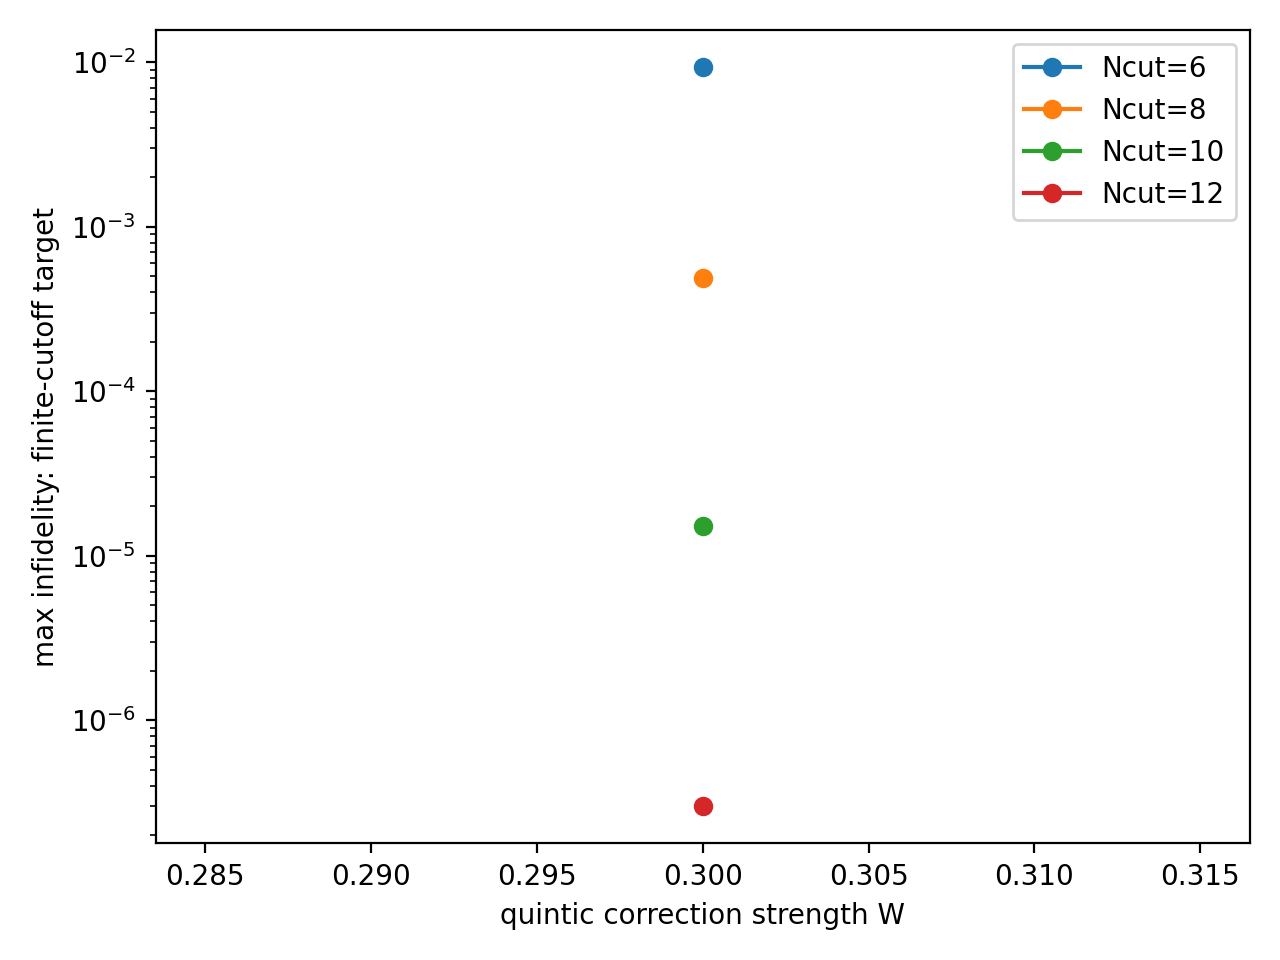 10⁻²
10⁻³
10⁻⁴
10⁻⁵
10⁻⁶
max infidelity: finite-cutoff target
Ncut=6
Ncut=8
Ncut=10
Ncut=12
0.285 0.290 0.295 0.300 0.305 0.310 0.315
quintic correction strength W